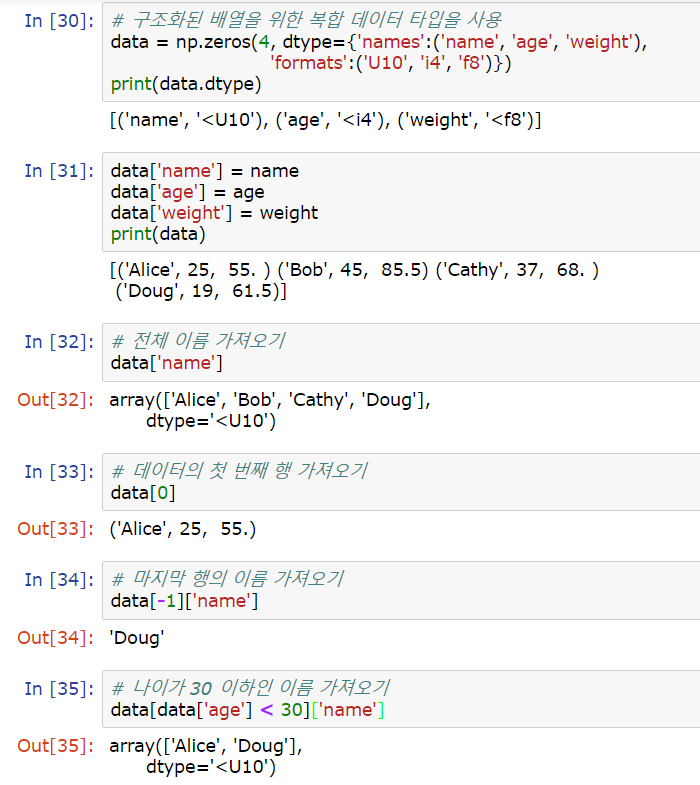 In [30]: # 구조화된 배열을 위한 복합 데이터 타입을 사용
data = np.zeros(4, dtype={'names':('name', 'age', 'weight'),
'formats':('U10', 'i4', 'f8')})
print(data.dtype)
[('name', '<U10'), ('age', '<i4'), ('weight', '<f8')]
In [31]: data['name'] = name
data['age'] = age
data['weight'] = weight
print(data)
[('Alice', 25,  55. ) ('Bob', 45,  85.5) ('Cathy', 37,  68. )
('Doug', 19,  61.5)]
In [32]: # 전체 이름 가져오기
data['name']
Out[32]: array(['Alice', 'Bob', 'Cathy', 'Doug'],
dtype='<U10')
In [33]: # 데이터의 첫 번째 행 가져오기
data[0]
Out[33]: ('Alice', 25,  55.)
In [34]: # 마지막 행의 이름 가져오기
data[-1]['name']
Out[34]: 'Doug'
In [35]: # 나이가 30 이하인 이름 가져오기
data[data['age'] < 30]['name']
Out[35]: array(['Alice', 'Doug'],
dtype='<U10')